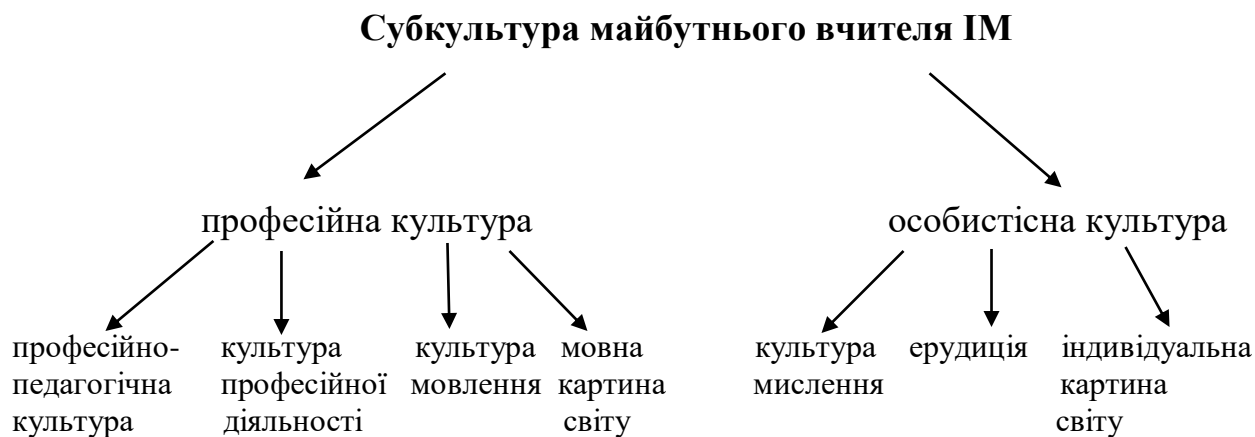 Субкультура майбутнього вчителя ІМ
професійна культура
особистісна культура
професійно-
педагогічна
культура
культура
професійної
діяльності
культура
мовлення
мовна
картина
світу
культура
мислення
ерудиція
індивідуальна
картина
світу